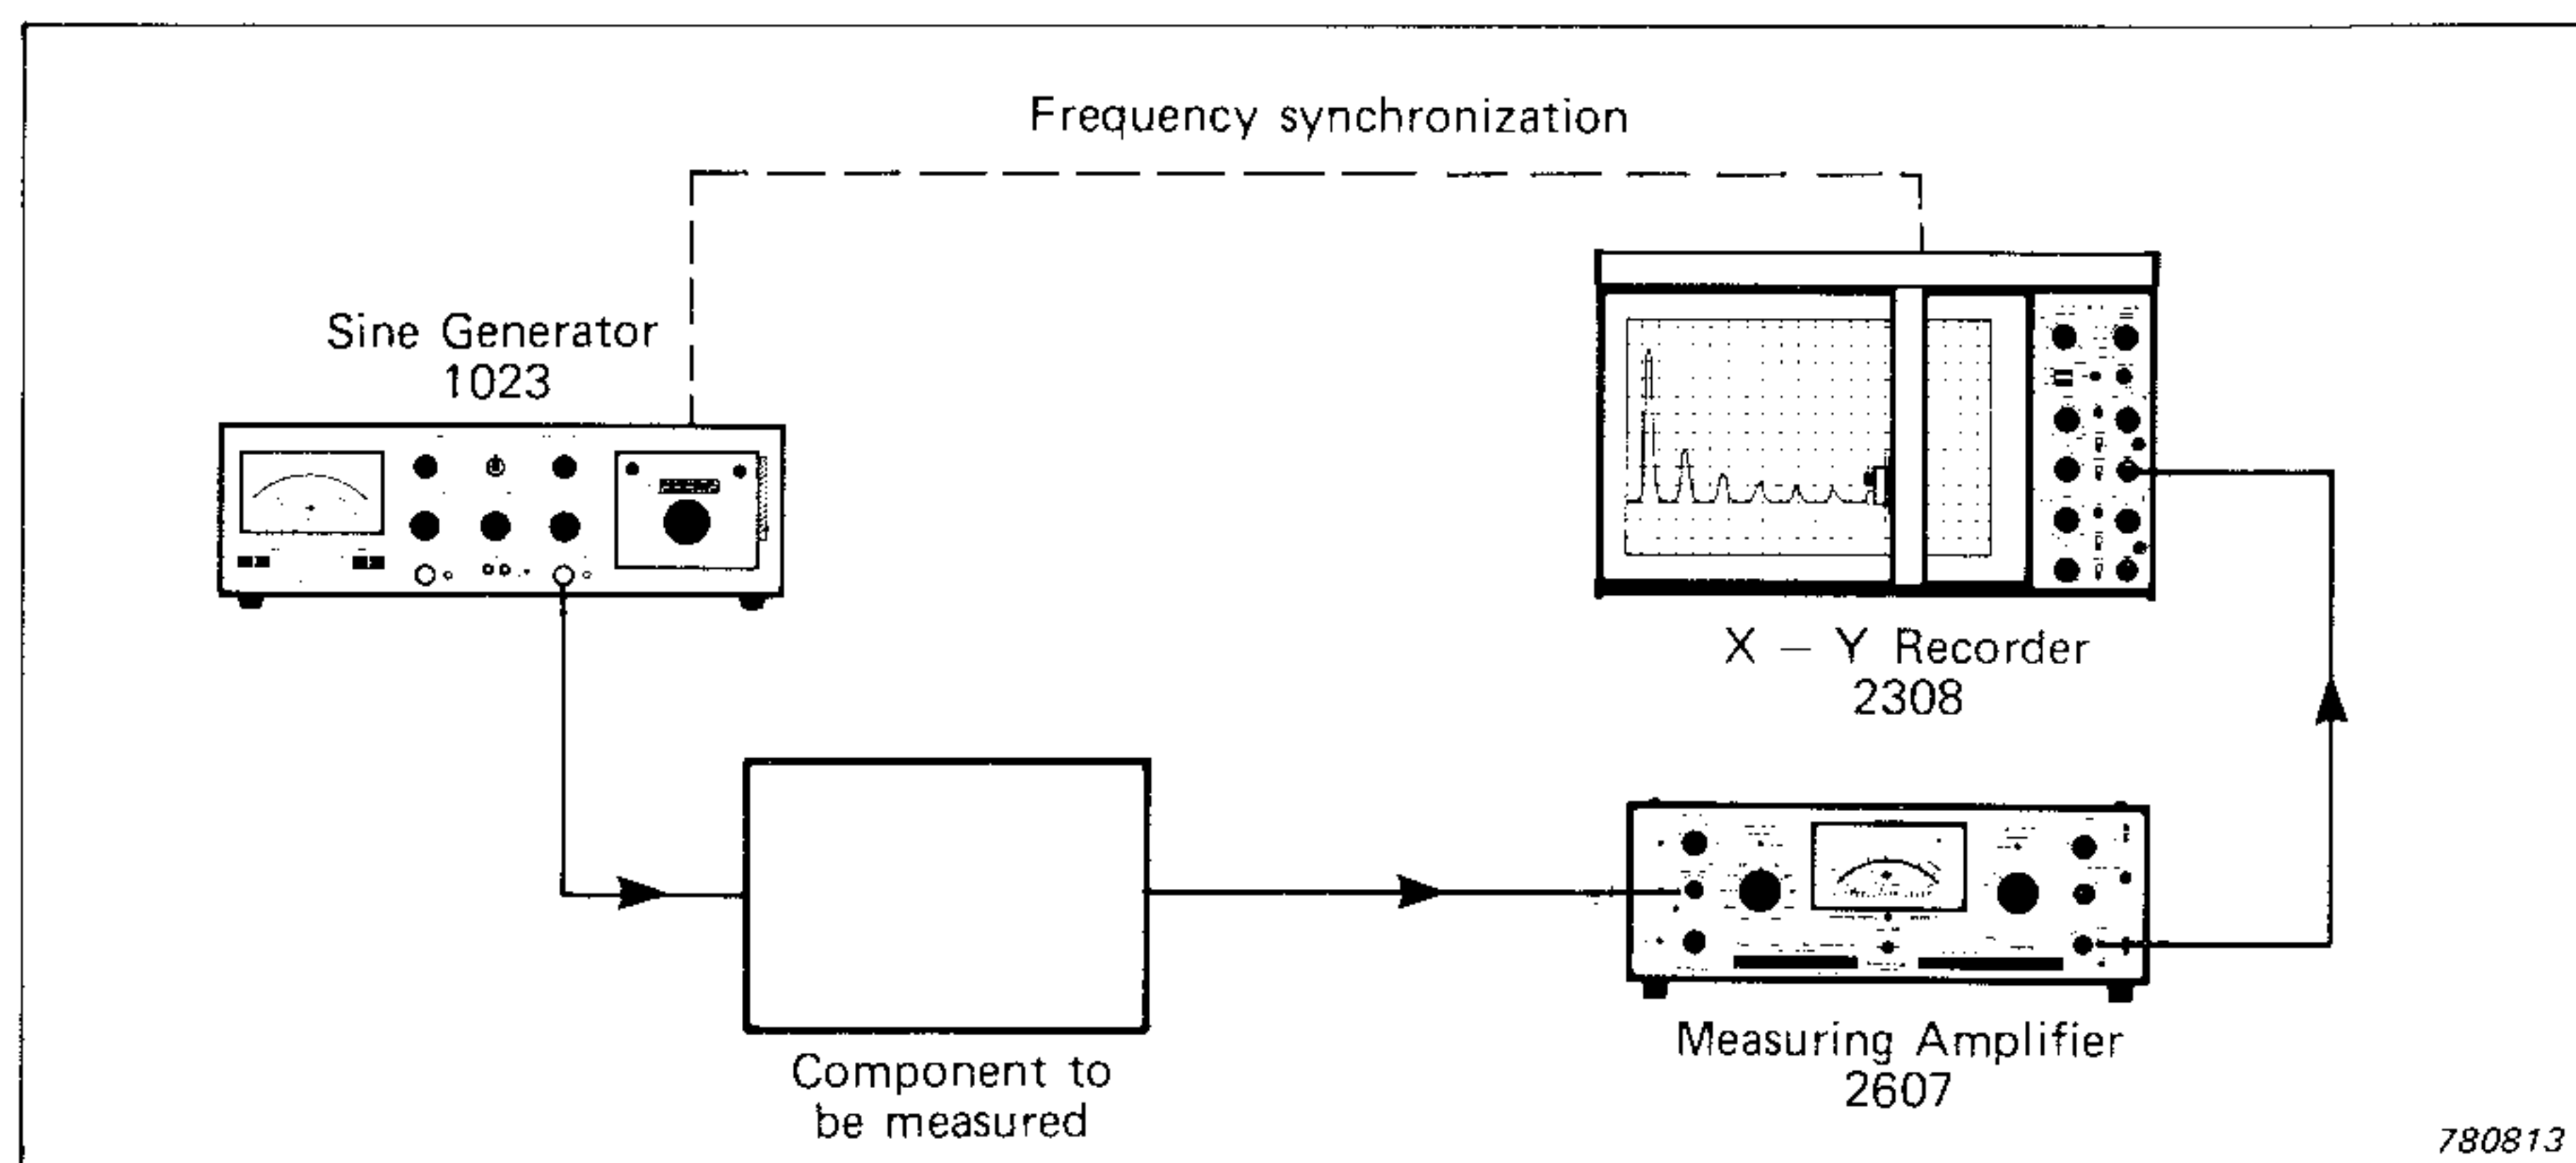 Frequency synchronization
Sine Generator
1023
X – Y Recorder
2308
Component to
be measured
Measuring Amplifier
2607
780813